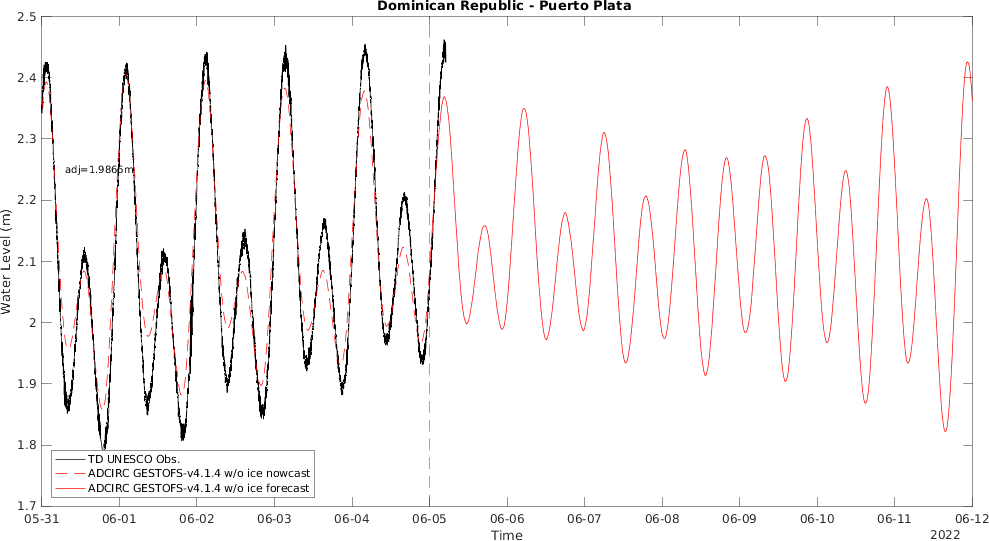 Dominican Republic - Puerto Plata
2.5
2.4
2.3
2.2
2.1
2
1.9
1.8
1.7
Water Level (m)
adj=1.9865m
TD UNESCO Obs.
ADCIRC GESTOFS-v4.1.4 w/o ice nowcast
ADCIRC GESTOFS-v4.1.4 w/o ice forecast
05-31 06-01 06-02 06-03 06-04 06-05 06-06 06-07 06-08 06-09 06-10 06-11 06-12
Time
2022